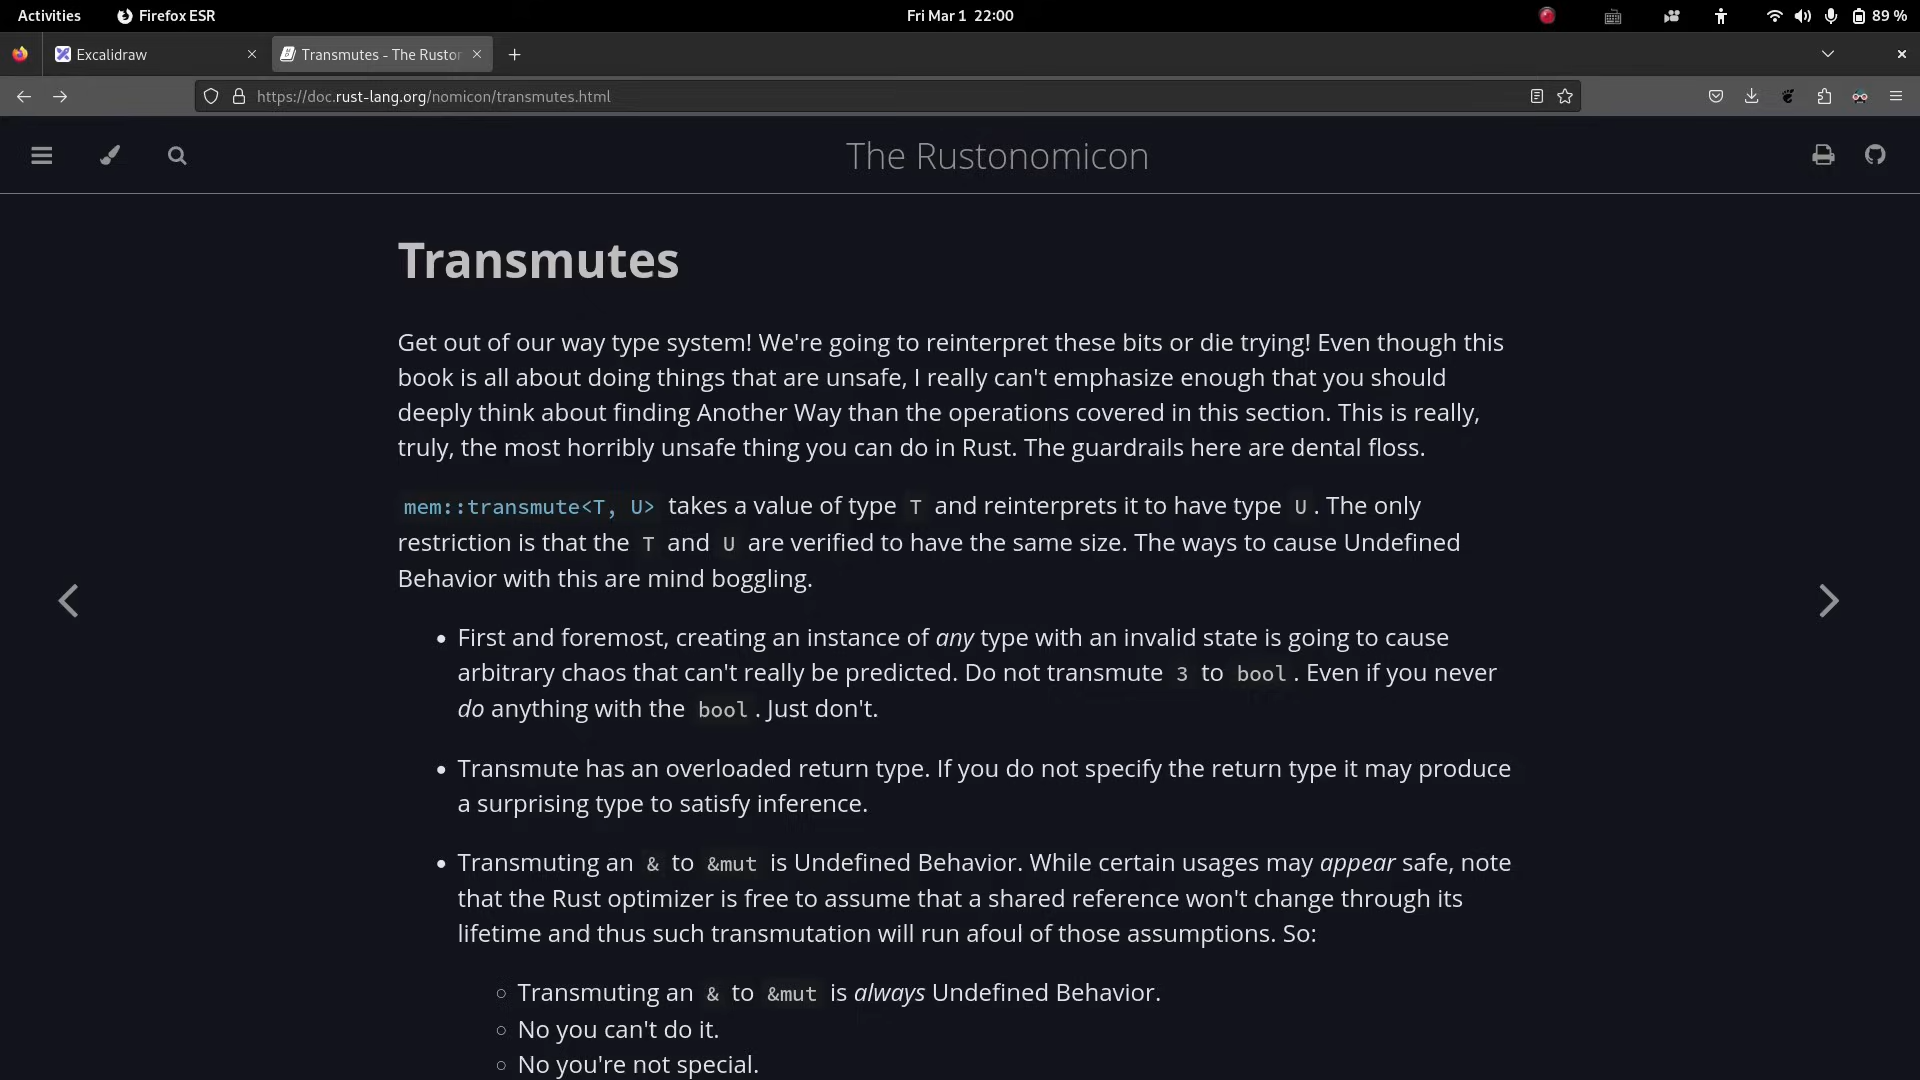 Activities Firefox ESR Fri Mar 1 22:00 89 %
Excalidraw Transmutes - The Rustor
https://doc.rust-lang.org/nomicon/transmutes.html
The Rustonomicon
Transmutes
Get out of our way type system! We're going to reinterpret these bits or die trying! Even though this
book is all about doing things that are unsafe, I really can't emphasize enough that you should
deeply think about finding Another Way than the operations covered in this section. This is really,
truly, the most horribly unsafe thing you can do in Rust. The guardrails here are dental floss.
mem::transmute<T, U> takes a value of type T and reinterprets it to have type U. The only
restriction is that the T and U are verified to have the same size. The ways to cause Undefined
Behavior with this are mind boggling.
• First and foremost, creating an instance of any type with an invalid state is going to cause
arbitrary chaos that can't really be predicted. Do not transmute 3 to bool. Even if you never
do anything with the bool. Just don't.
• Transmute has an overloaded return type. If you do not specify the return type it may produce
a surprising type to satisfy inference.
• Transmuting an & to &mut is Undefined Behavior. While certain usages may appear safe, note
that the Rust optimizer is free to assume that a shared reference won't change through its
lifetime and thus such transmutation will run afoul of those assumptions. So:
◦ Transmuting an & to &mut is always Undefined Behavior.
◦ No you can't do it.
◦ No you're not special.